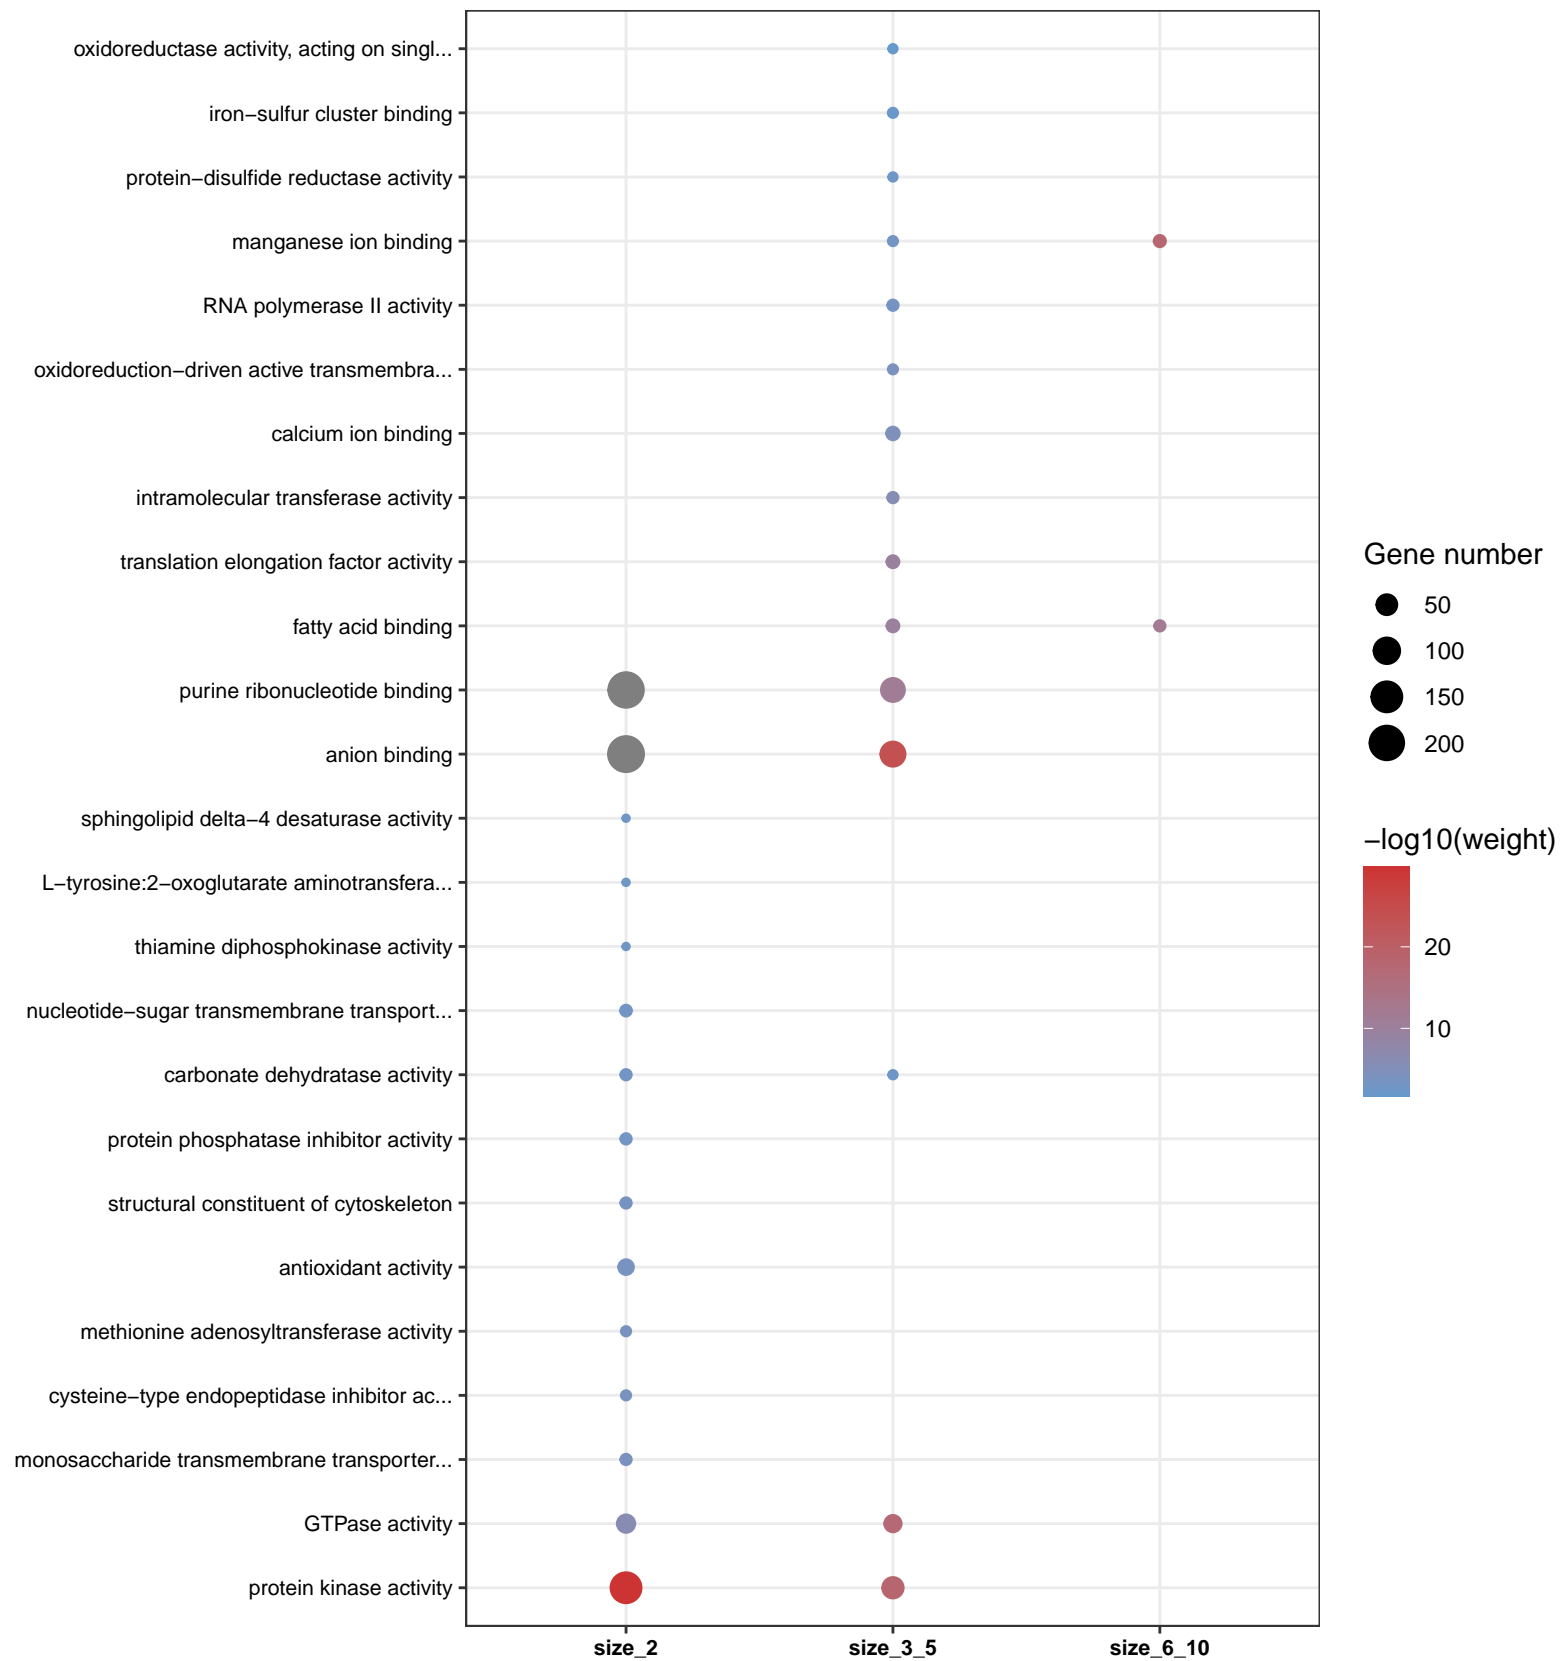 oxidoreductase activity, acting on singl...
iron−sulfur cluster binding
protein−disulfide reductase activity
manganese ion binding
RNA polymerase II activity
oxidoreduction−driven active transmembra...
calcium ion binding
intramolecular transferase activity
translation elongation factor activity
fatty acid binding
purine ribonucleotide binding
anion binding
sphingolipid delta−4 desaturase activity
L−tyrosine:2−oxoglutarate aminotransfera...
thiamine diphosphokinase activity
nucleotide−sugar transmembrane transport...
carbonate dehydratase activity
protein phosphatase inhibitor activity
structural constituent of cytoskeleton
antioxidant activity
methionine adenosyltransferase activity
cysteine−type endopeptidase inhibitor ac...
monosaccharide transmembrane transporter...
GTPase activity
protein kinase activity
size_2
size_3_5
size_6_10
Gene number
50
100
150
200
−log10(weight)
20
10